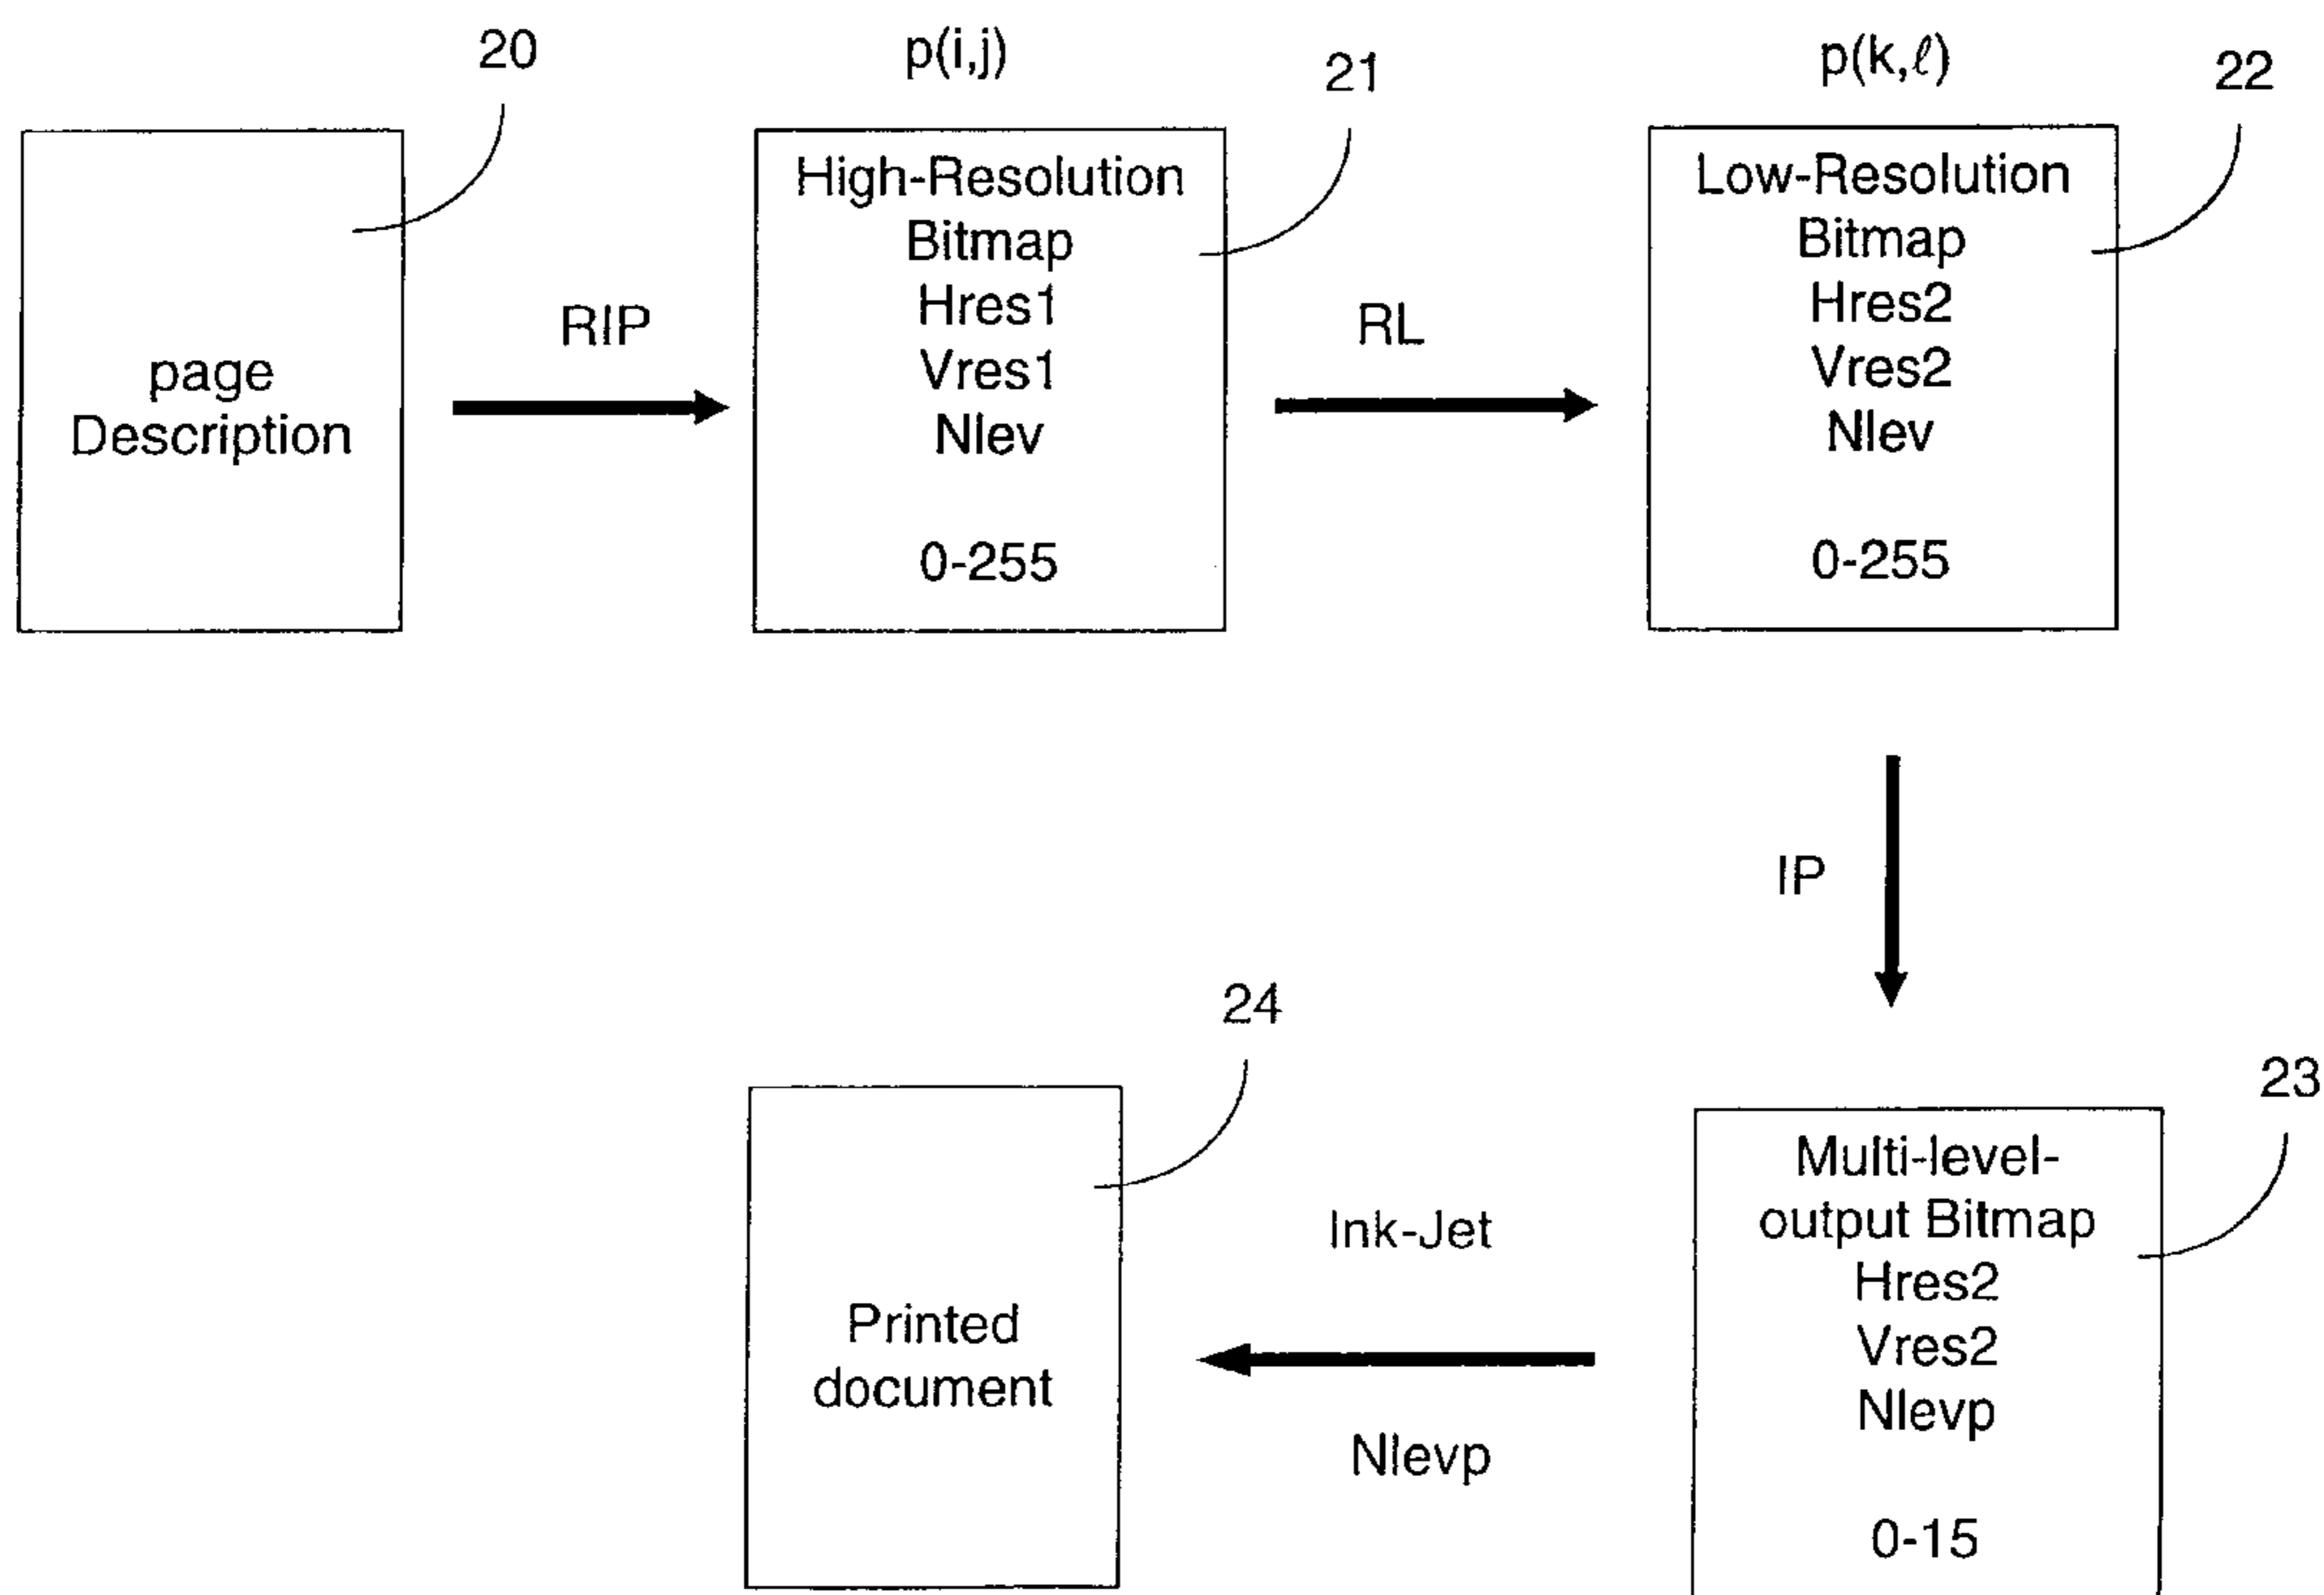 20
p(i,j)
21
p(k,ℓ)
22
page
Description
RIP
High-Resolution
Bitmap
Hres1
Vres1
Nlev
0-255
RL
Low-Resolution
Bitmap
Hres2
Vres2
Nlev
0-255
IP
24
23
Printed
document
Ink-Jet
Nlevp
Multi-level-
output Bitmap
Hres2
Vres2
Nlevp
0-15